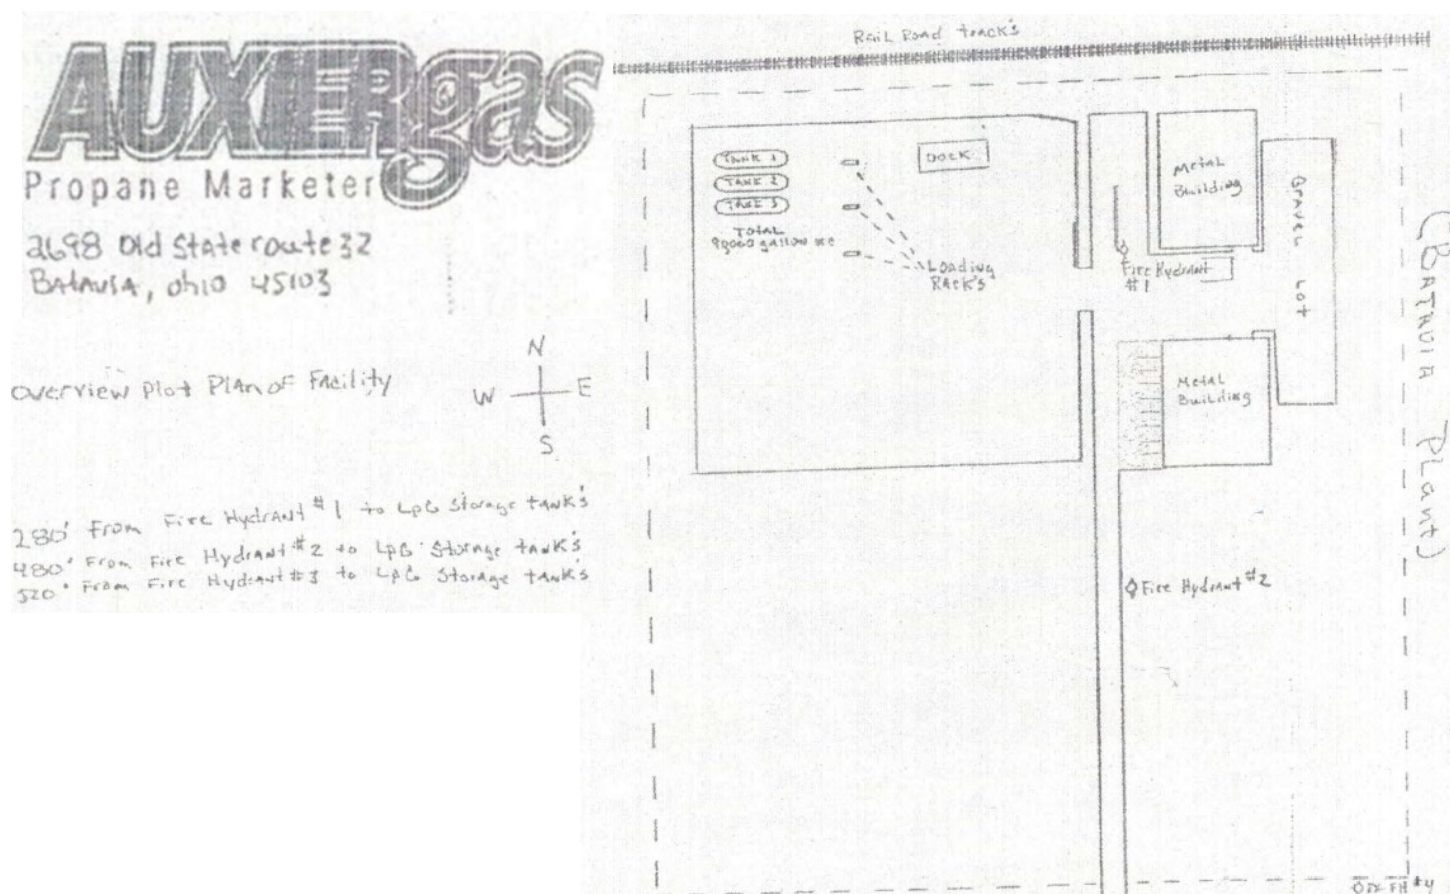 AUXIERgas
Propane Marketer
2698 Old State route 32
Batavia, ohio 45103
Overview Plot Plan of Facility
N
W E
S
280' From Fire Hydrant #1 to LpG Storage tank's
480' From Fire Hydrant #2 to LpG Storage tank's
520' From Fire Hydrant #3 to LpG Storage tank's
Rail Road track's
TANK 1
TANK 2
TANK 3
TOTAL
90000 gallon
Dock
Loading
Rack's
Metal
Building
Gravel Lot
Fire Hydrant
#1
Metal
Building
Fire Hydrant #2
(Batavia Plant)
FH #4